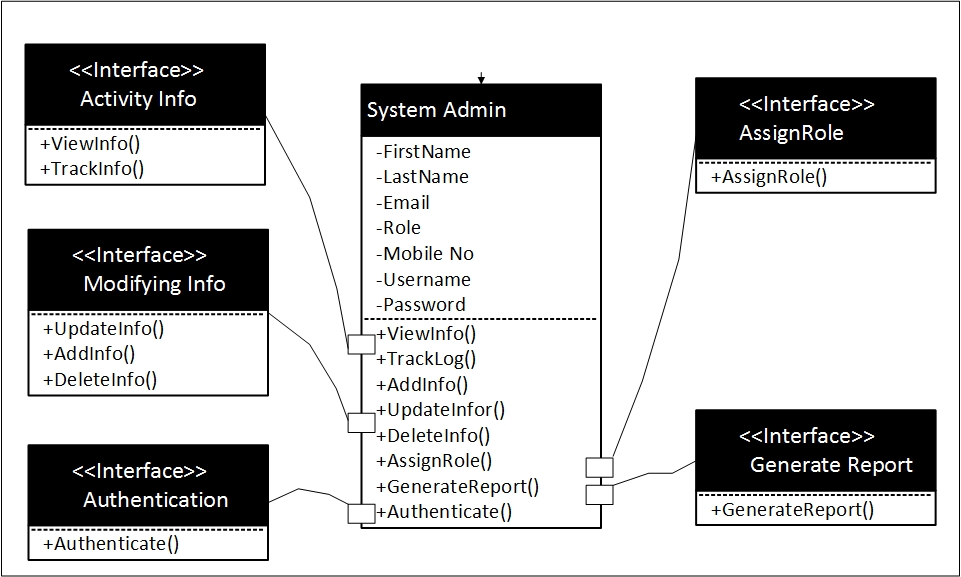 <<Interface>>
Activity Info
+ViewInfo()
+TrackInfo()
<<Interface>>
Modifying Info
+UpdateInfo()
+AddInfo()
+DeleteInfo()
<<Interface>>
Authentication
+Authenticate()
System Admin
-FirstName
-LastName
-Email
-Role
-Mobile No
-Username
-Password
+ViewInfo()
+TrackLog()
+AddInfo()
+UpdateInfor()
+DeleteInfo()
+AssignRole()
+GenerateReport()
+Authenticate()
<<Interface>>
AssignRole
+AssignRole()
<<Interface>>
Generate Report
+GenerateReport()